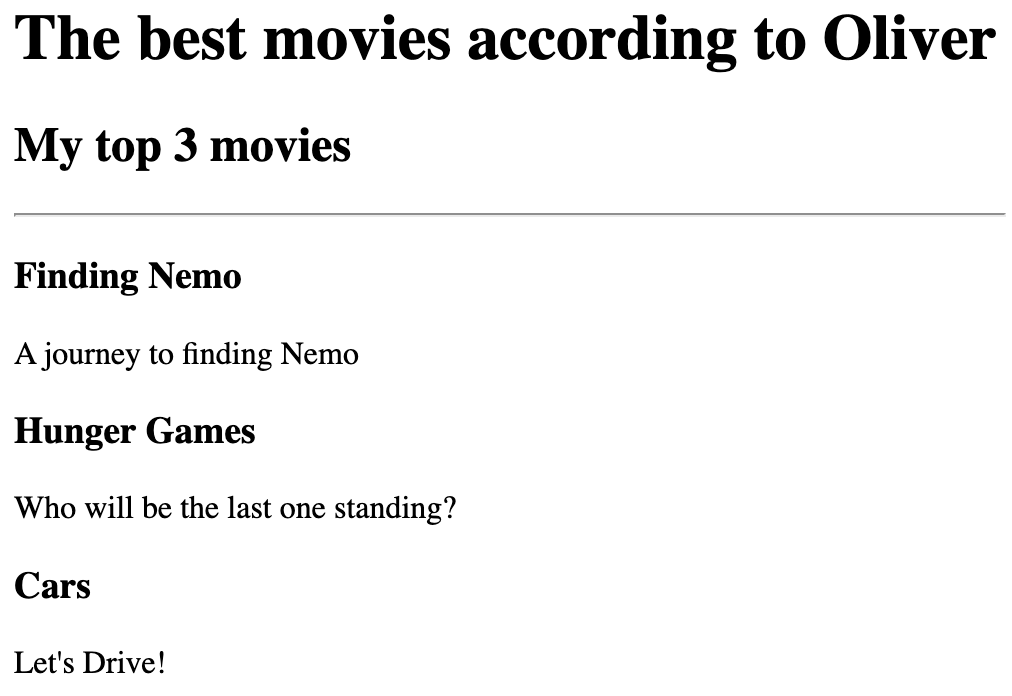 The best movies according to Oliver
My top 3 movies
Finding Nemo
A journey to finding Nemo
Hunger Games
Who will be the last one standing?
Cars
Let's Drive!